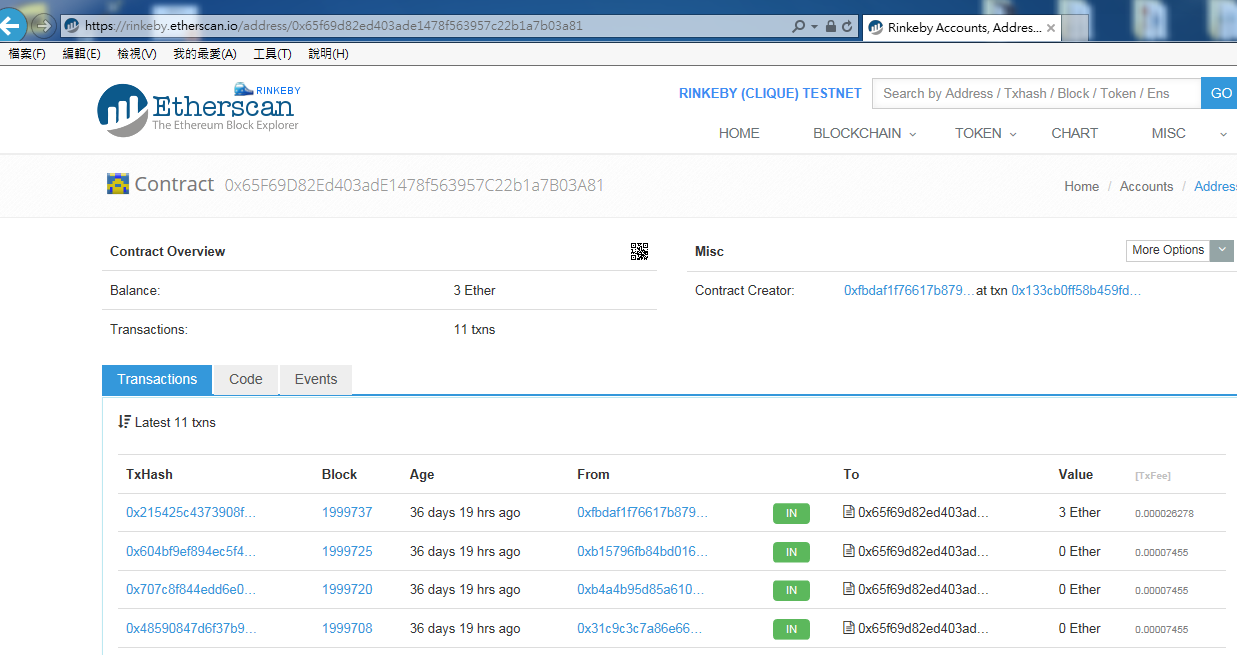 https://rinkeby.etherscan.io/address/0x65f69d82ed403ade1478f563957c22b1a7b03a81
Rinkeby Accounts, Addres...
檔案(F) 編輯(E) 檢視(V) 我的最愛(A) 工具(T) 說明(H)
RINKEBY
Etherscan
The Ethereum Block Explorer
RINKEBY (CLIQUE) TESTNET
Search by Address / Txhash / Block / Token / Ens
GO
HOME BLOCKCHAIN TOKEN CHART MISC
Contract 0x65F69D82Ed403adE1478f563957C22b1a7B03A81
Home / Accounts / Addres
Contract Overview
Balance: 3 Ether
Transactions: 11 txns
Misc
More Options
Contract Creator: 0xfbdaf1f76617b879... at txn 0x133cb0ff58b459fd...
Transactions Code Events
Latest 11 txns
TxHash Block Age From To Value [TxFee]
0x215425c4373908f... 1999737 36 days 19 hrs ago 0xfbdaf1f76617b879... IN 0x65f69d82ed403ad... 3 Ether 0.000026278
0x604bf9ef894ec5f4... 1999725 36 days 19 hrs ago 0xb15796fb84bd016... IN 0x65f69d82ed403ad... 0 Ether 0.00007455
0x707c8f844edd6e0... 1999720 36 days 19 hrs ago 0xb4a4b95d85a610... IN 0x65f69d82ed403ad... 0 Ether 0.00007455
0x48590847d6f37b9... 1999708 36 days 19 hrs ago 0x31c9c3c7a86e66... IN 0x65f69d82ed403ad... 0 Ether 0.00007455